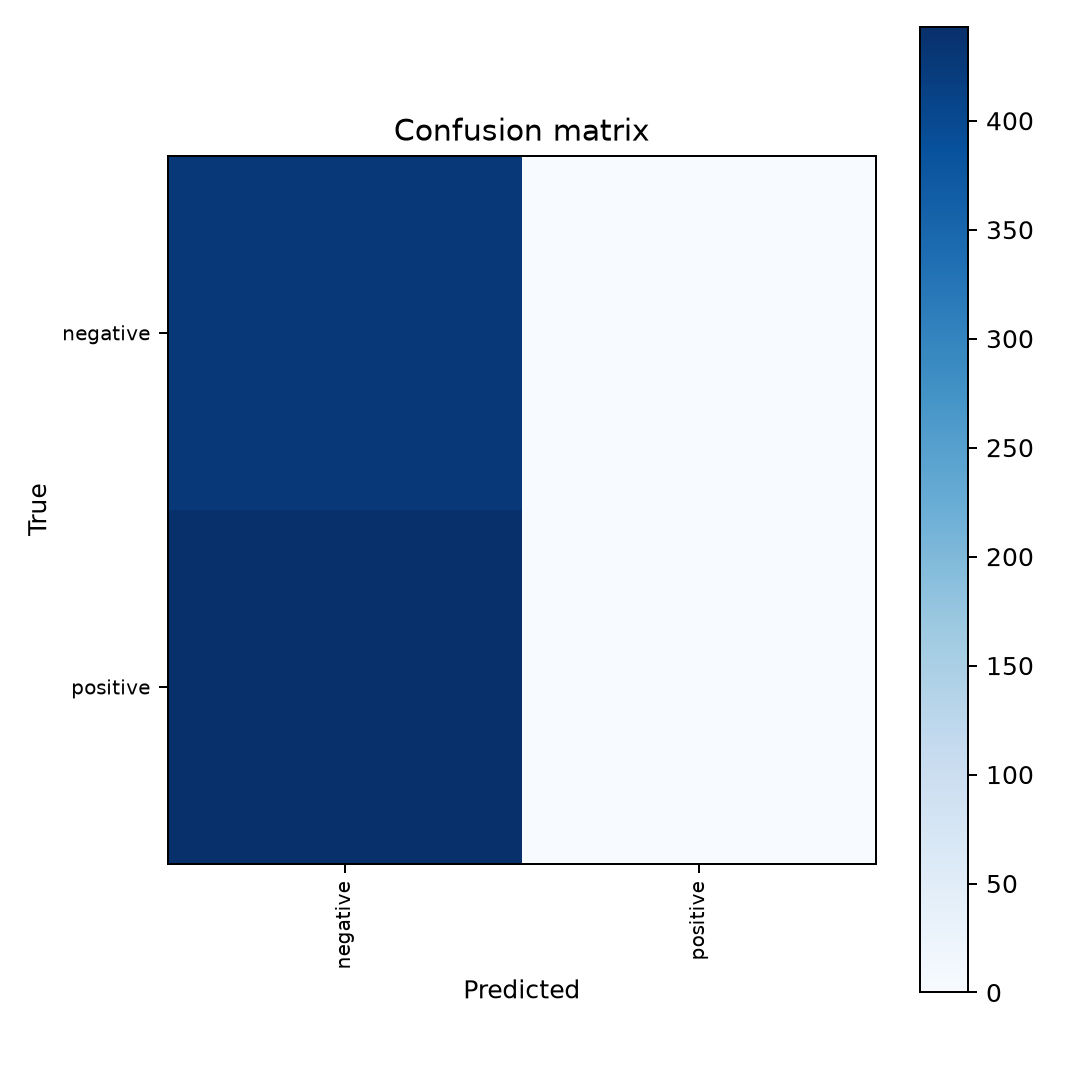 Confusion matrix
True
negative
positive
negative
positive
Predicted
400
350
300
250
200
150
100
50
0